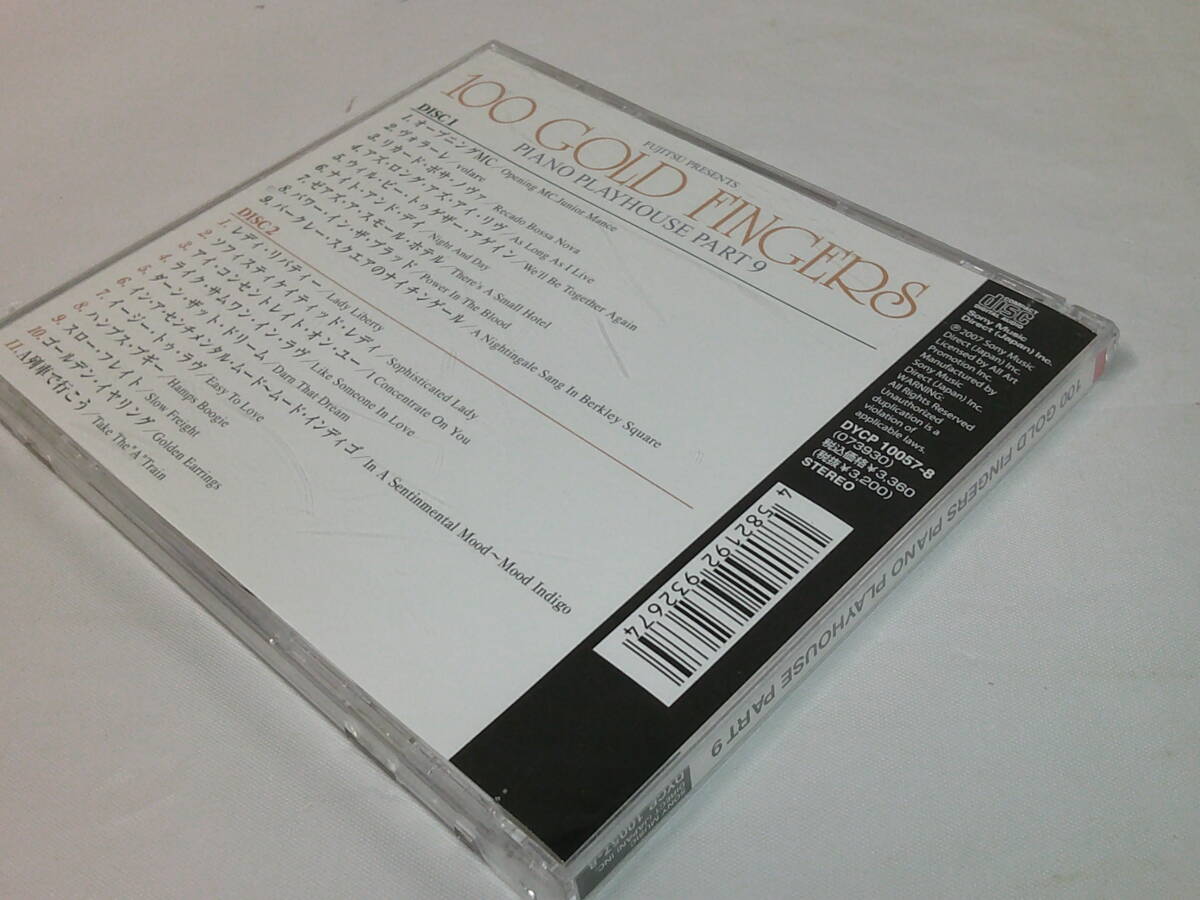 FUJITSU PRESENTS
100 GOLD FINGERS
PIANO PLAYHOUSE PART 9
DISC1
1. オープニングMC/Opening MC.Junior Mance
2. ヴォラーレ/volare
3. リカード・ボサ・ノヴァ/Recado Bossa Nova
4. アズ・ロング・アズ・アイ・リヴ/As Long As I Live
5. ウィル・ビー・トゥゲザー・アゲイン/We'll Be Together Again
6. ナイト・アンド・デイ/Night And Day
7. ゼアズ・ア・スモール・ホテル/There's A Small Hotel
8. パワー・イン・ザ・ブラッド/Power In The Blood
9. バークレー・スクエアのナイチンゲール/A Nightingale Sang In Berkley Square
DISC2
1. レディ・リバティー/Lady Liberty
2. ソフィスティケイティッド・レディ/Sophisticated Lady
3. アイ・コンセントレイト・オン・ユー/I Concentrate On You
4. ライク・サムワン・イン・ラヴ/Like Someone In Love
5. ダーン・ザット・ドリーム/Darn That Dream
6. イン・ア・センチメンタル・ムード〜ムード・インディゴ/In A Sentinmental Mood〜Mood Indigo
7. イージー・トゥ・ラヴ/Easy To Love
8. ハンプス・ブギー/Hamps Boogie
9. スロー・フレイト/Slow Freight
10. ゴールデン・イヤリング/Golden Earrings
11. A列車で行こう/Take The"A"Train
COMPACT
disc
DIGITAL AUDIO
Sony Music
Direct (Japan) Inc.
℗2007 Sony Music
Direct (Japan) Inc.
Licensed by All Art
Promotion Inc.
Manufactured by
Sony Music
Direct (Japan) Inc.
WARNING:
All Rights Reserved
Unauthorized
duplication is a
violation of
applicable laws.
DYCP 10057-8
(073930)
(税込価格¥3,360
(税抜¥3,200)
STEREO
4 582192 932674
100 GOLD FINGERS PIANO PLAYHOUSE PART 9
SONY MUSIC
DIRECT (JAPAN) INC.
DYCP 10057-8